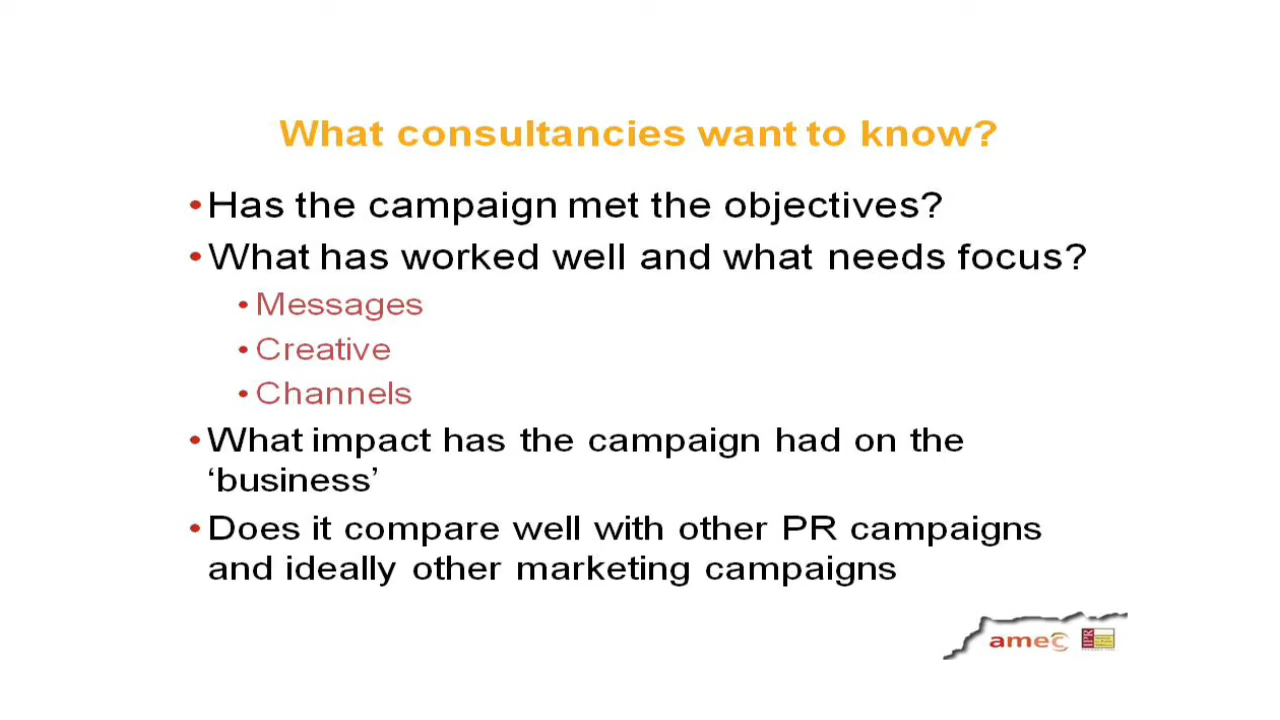 What consultancies want to know?
•Has the campaign met the objectives?
•What has worked well and what needs focus?
•Messages
•Creative
•Channels
•What impact has the campaign had on the
‘business’
•Does it compare well with other PR campaigns
and ideally other marketing campaigns
amec IPR